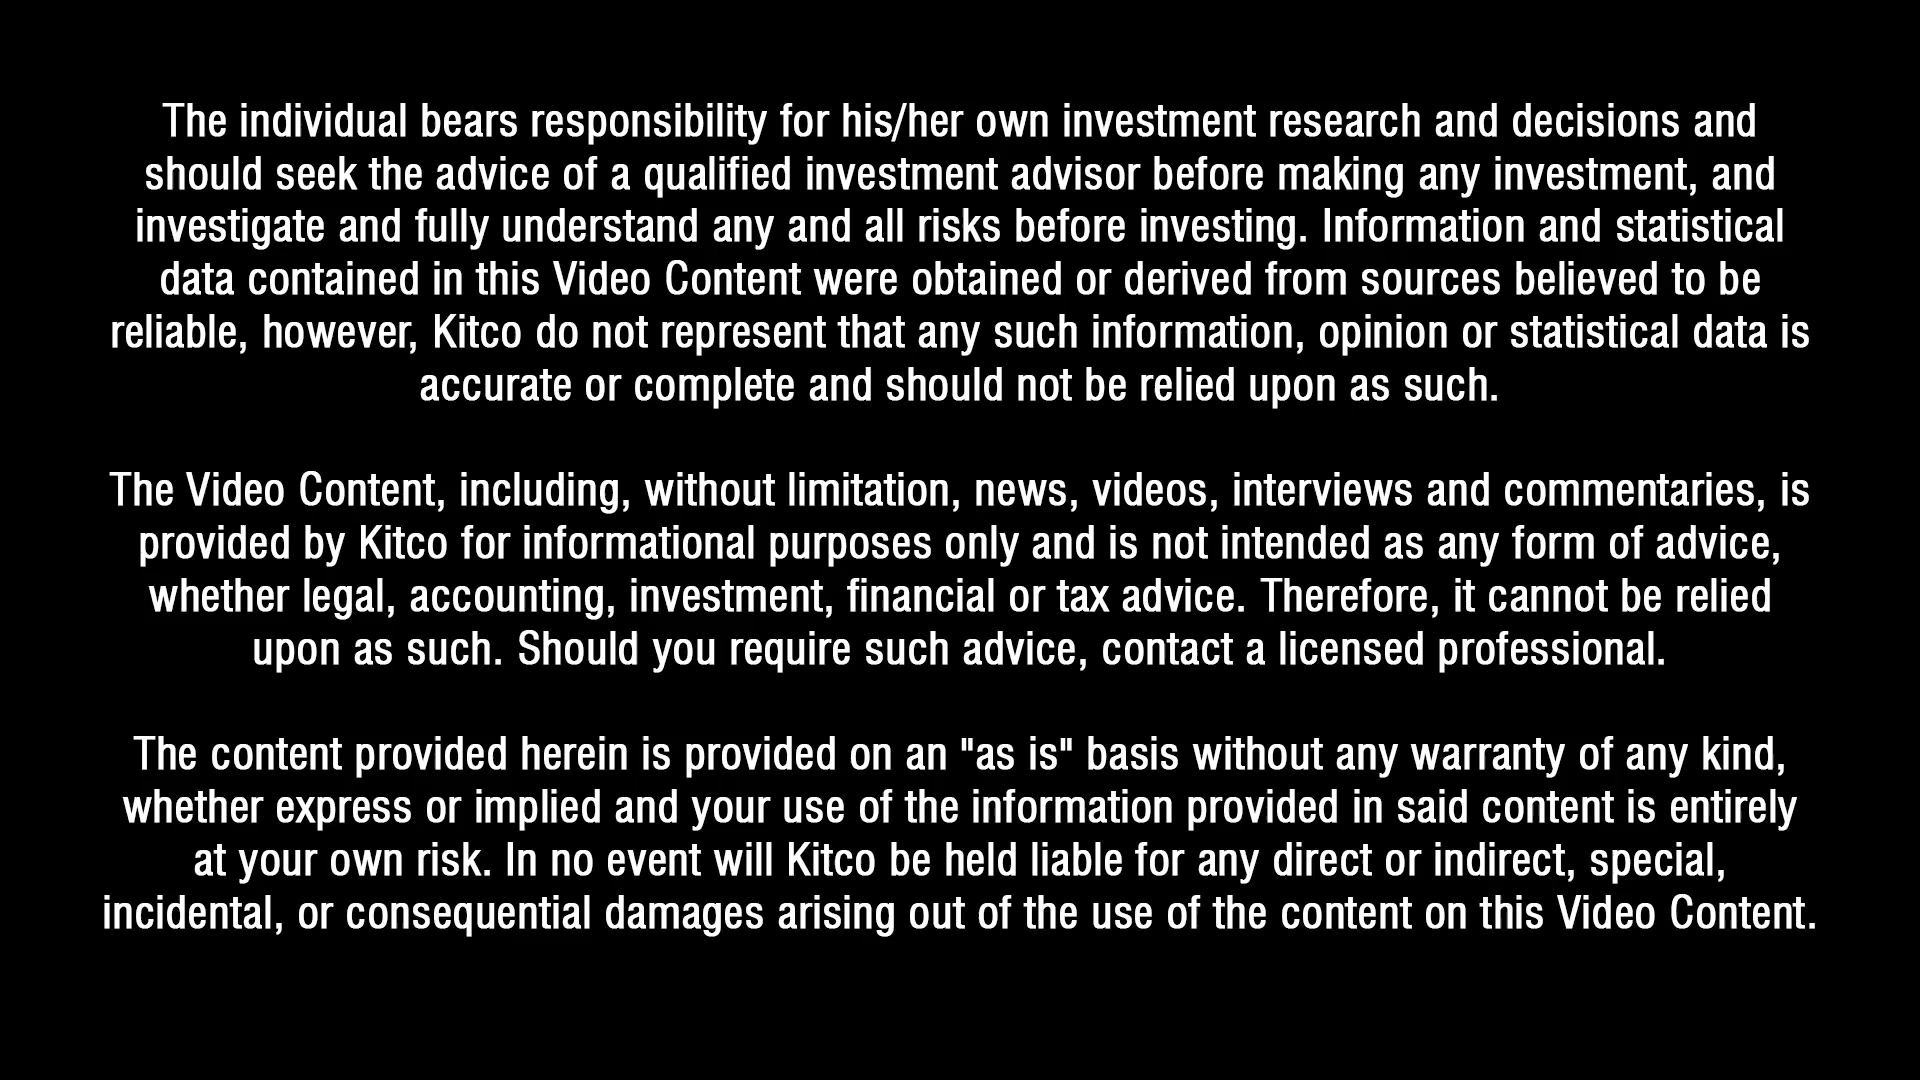 The individual bears responsibility for his/her own investment research and decisions and
should seek the advice of a qualified investment advisor before making any investment, and
investigate and fully understand any and all risks before investing. Information and statistical
data contained in this Video Content were obtained or derived from sources believed to be
reliable, however, Kitco do not represent that any such information, opinion or statistical data is
accurate or complete and should not be relied upon as such.
The Video Content, including, without limitation, news, videos, interviews and commentaries, is
provided by Kitco for informational purposes only and is not intended as any form of advice,
whether legal, accounting, investment, financial or tax advice. Therefore, it cannot be relied
upon as such. Should you require such advice, contact a licensed professional.
The content provided herein is provided on an "as is" basis without any warranty of any kind,
whether express or implied and your use of the information provided in said content is entirely
at your own risk. In no event will Kitco be held liable for any direct or indirect, special,
incidental, or consequential damages arising out of the use of the content on this Video Content.